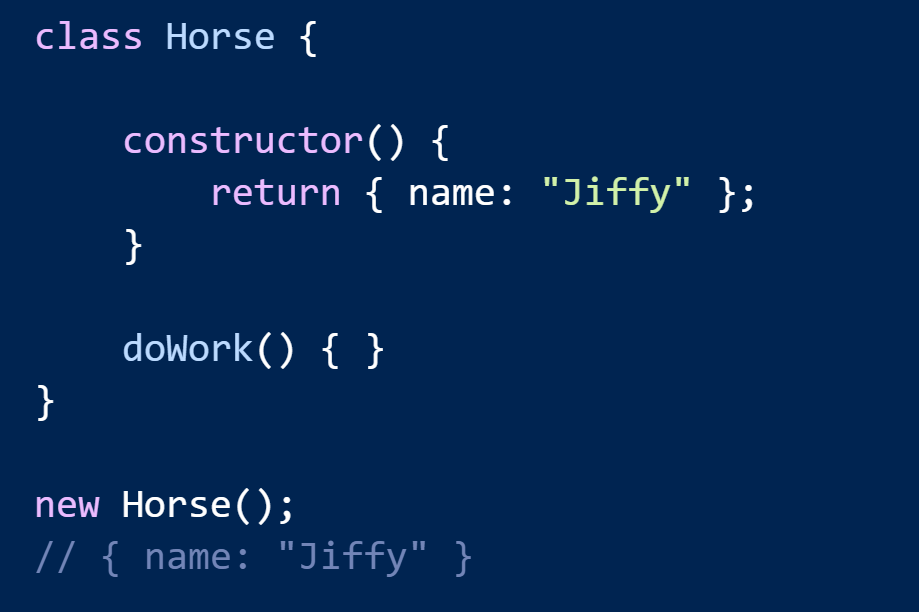 class Horse {
    constructor() {
        return { name: "Jiffy" };
    }
    doWork() { }
}
new Horse();
// { name: "Jiffy" }